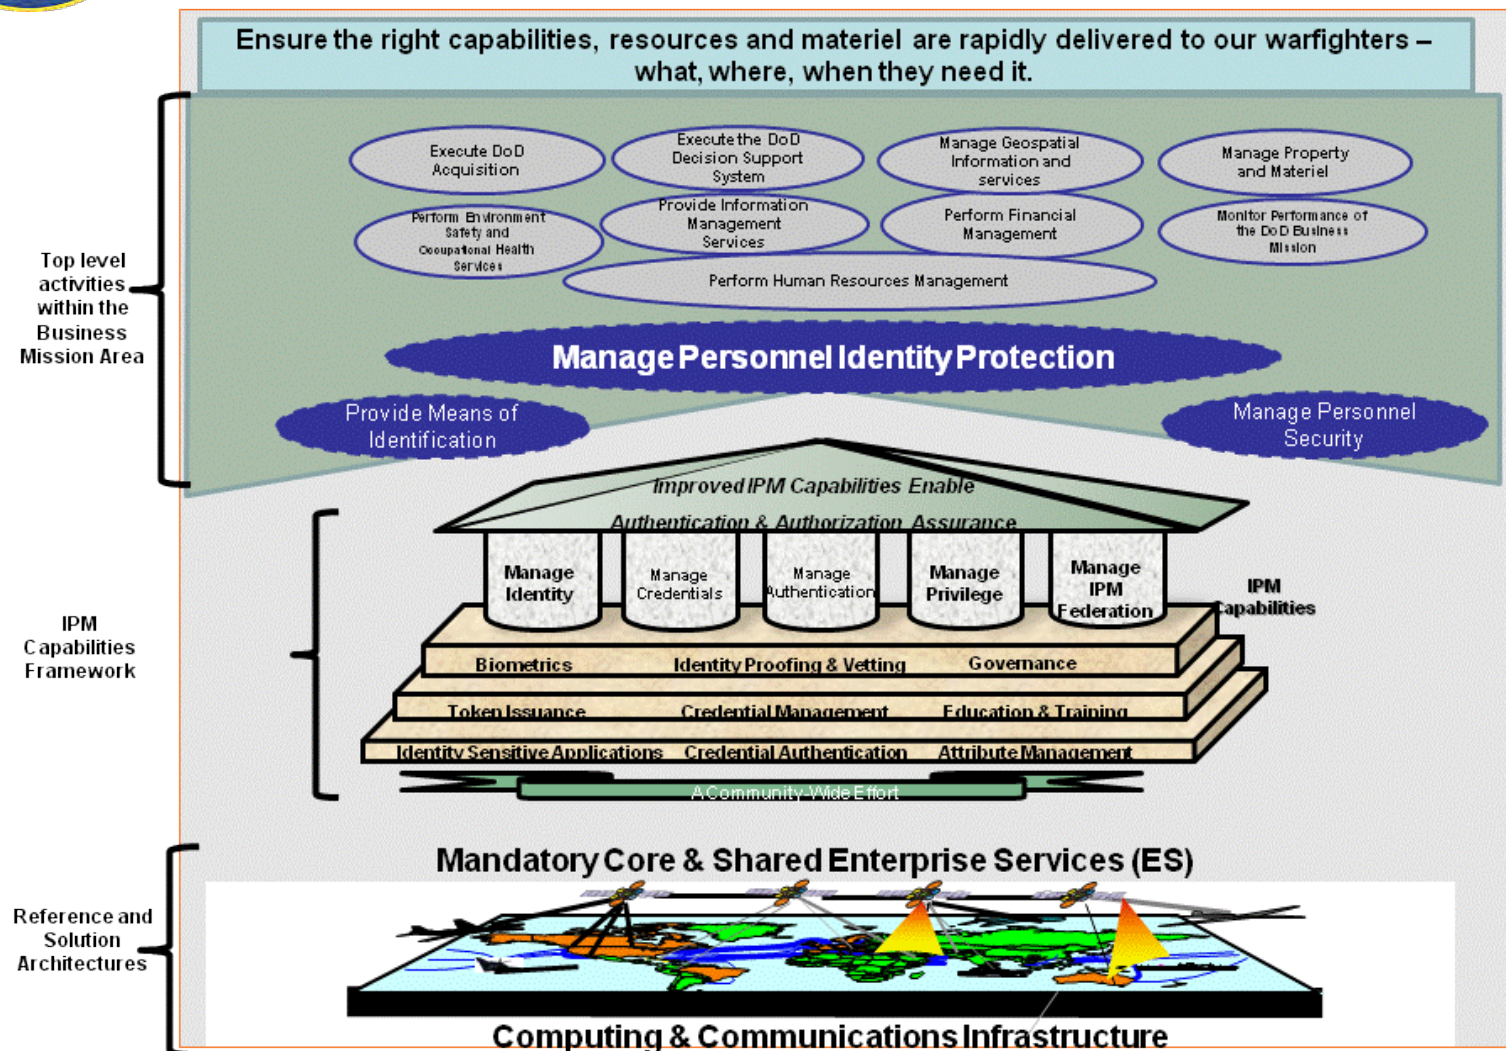 Ensure the right capabilities, resources and materiel are rapidly delivered to our warfighters –
what, where, when they need it.
Execute DoD
Acquisition
Execute the DoD
Decision Support
System
Manage Geospatial
Information and
services
Manage Property
and Materiel
Perform Environment
Safety and
Occupational Health
Services
Provide Information
Management
Services
Perform Financial
Management
Monitor Performance of
the DoD Business
Mission
Perform Human Resources Management
Top level
activities
within the
Business
Mission Area
Manage Personnel Identity Protection
Provide Means of
Identification
Manage Personnel
Security
Improved IPM Capabilities Enable
Authentication & Authorization Assurance
Manage
Identity
Manage
Credentials
Manage
Authentication
Manage
Privilege
Manage
IPM
Federation
IPM
Capabilities
IPM
Capabilities
Framework
Biometrics
Identity Proofing & Vetting
Governance
Token Issuance
Credential Management
Education & Training
Identity Sensitive Applications
Credential Authentication
Attribute Management
A Community-Wide Effort
Mandatory Core & Shared Enterprise Services (ES)
Reference and
Solution
Architectures
Computing & Communications Infrastructure